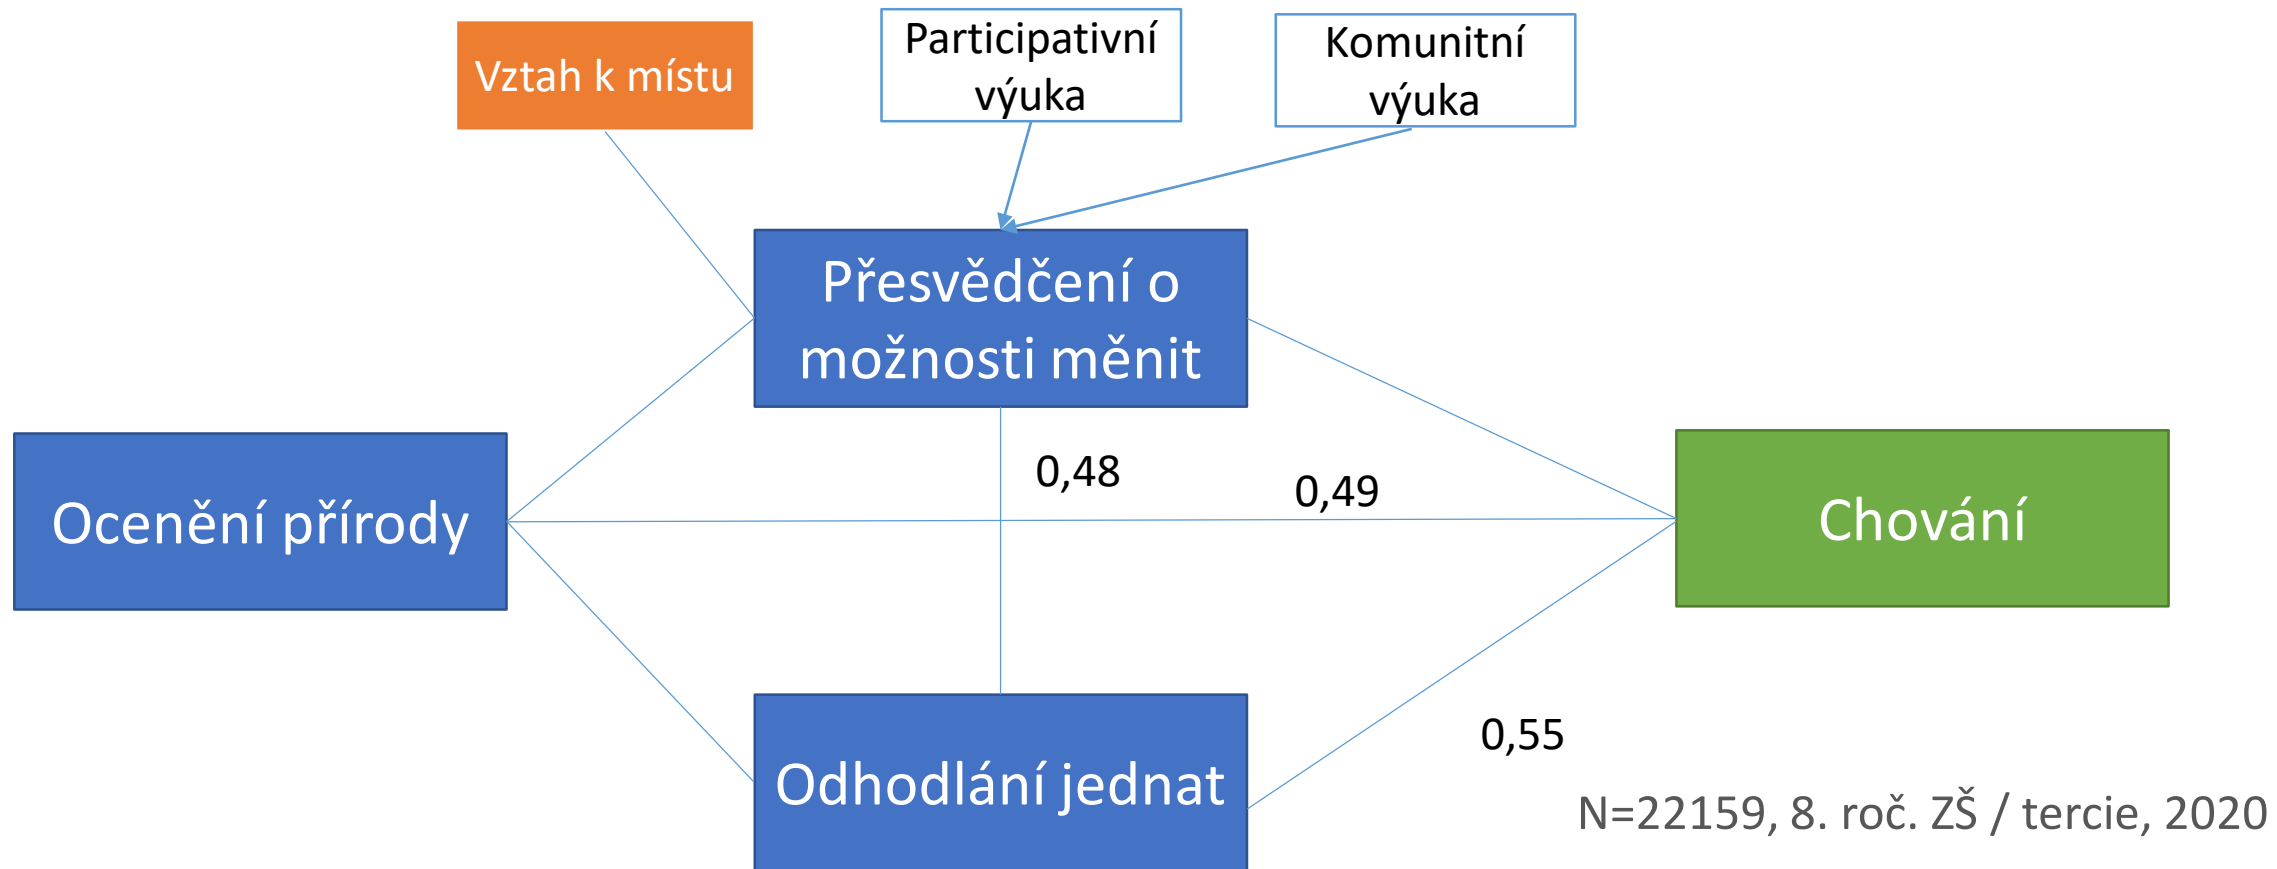 Vztah k místu
Participativní
výuka
Komunitní
výuka
Přesvědčení o
možnosti měnit
0,48
0,49
Ocenění přírody
Chování
0,55
Odhodlání jednat
N=22159, 8. roč. ZŠ / tercie, 2020